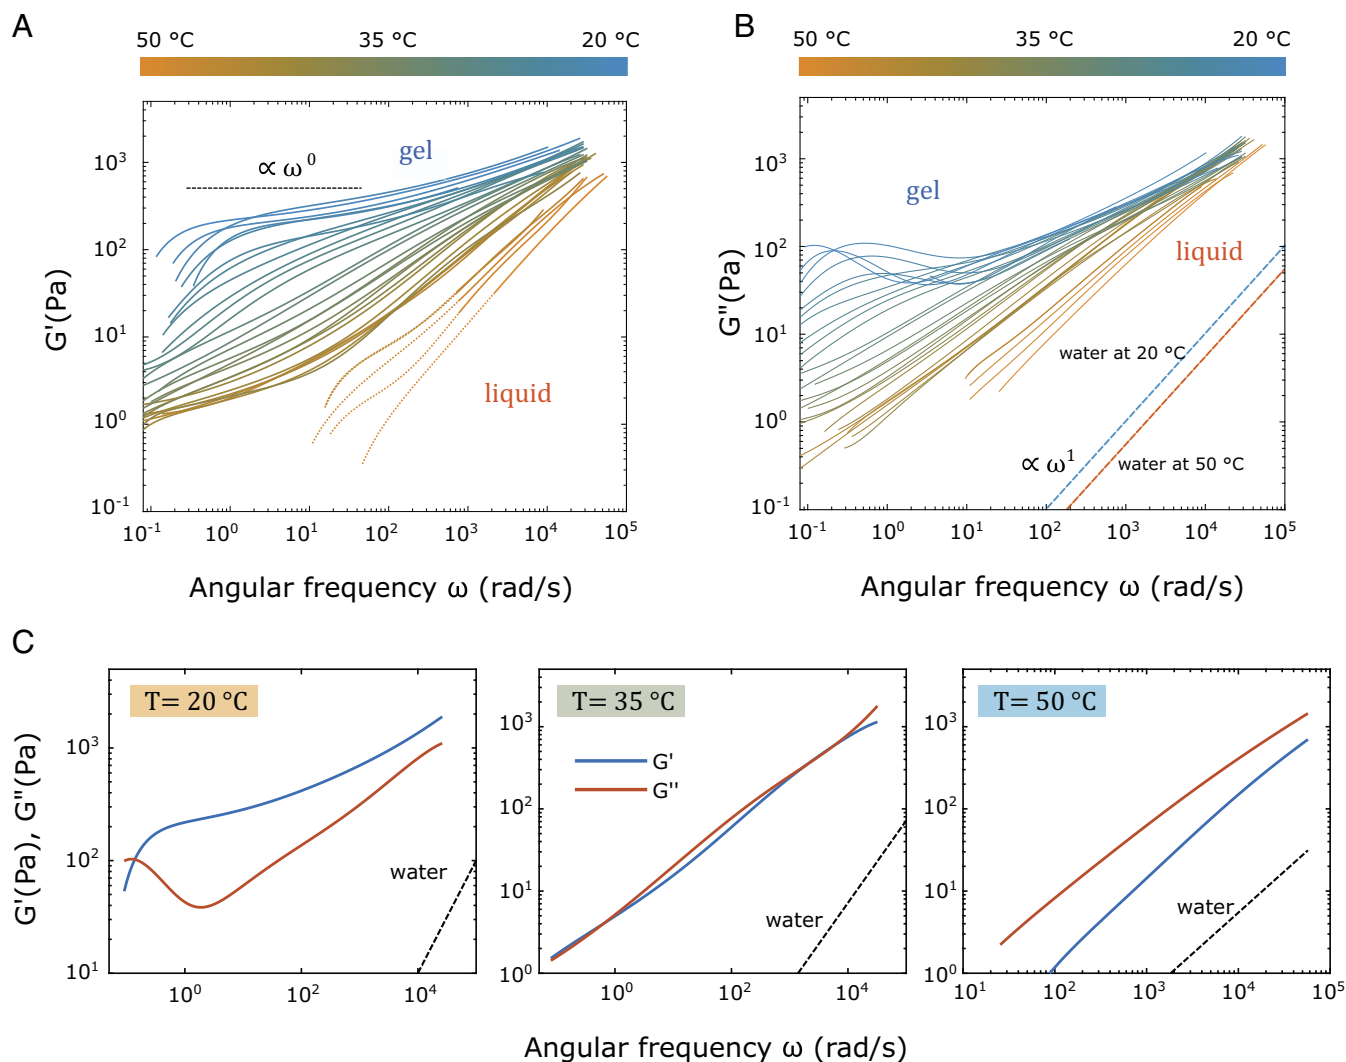 A
50 °C 35 °C 20 °C
10³
10²
10¹
10⁰
10⁻¹
G'(Pa)
∝ ω⁰
gel
liquid
10⁻¹ 10⁰ 10¹ 10² 10³ 10⁴ 10⁵
Angular frequency ω (rad/s)
B
50 °C 35 °C 20 °C
10³
10²
10¹
10⁰
10⁻¹
G''(Pa)
gel
liquid
water at 20 °C
∝ ω¹
water at 50 °C
10⁻¹ 10⁰ 10¹ 10² 10³ 10⁴ 10⁵
Angular frequency ω (rad/s)
C
G'(Pa), G''(Pa)
T= 20 °C
10³
10²
10¹
water
10⁰ 10² 10⁴
T= 35 °C
G'
G''
10³
10²
10¹
10⁰
water
10⁰ 10² 10⁴
T= 50 °C
10³
10²
10¹
10⁰
water
10¹ 10² 10³ 10⁴ 10⁵
Angular frequency ω (rad/s)